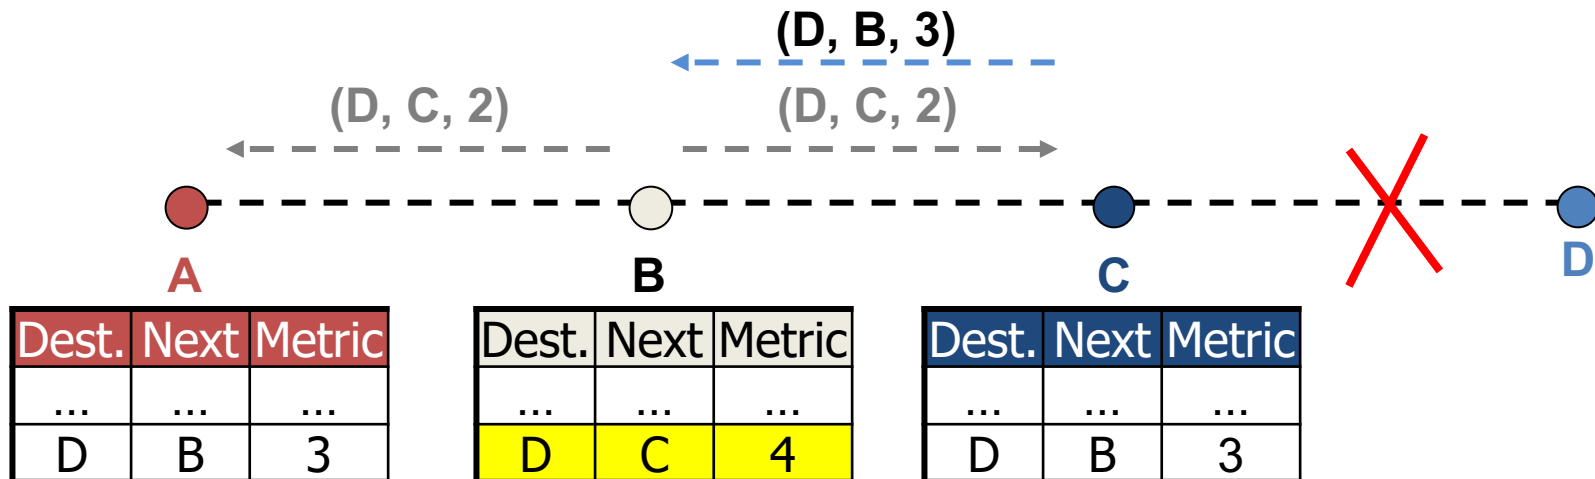 (D, B, 3)
(D, C, 2) (D, C, 2)
A B C D
Dest. Next Metric Dest. Next Metric Dest. Next Metric
... ... ... ... ... ... ... ... ...
D B 3 D C 4 D B 3